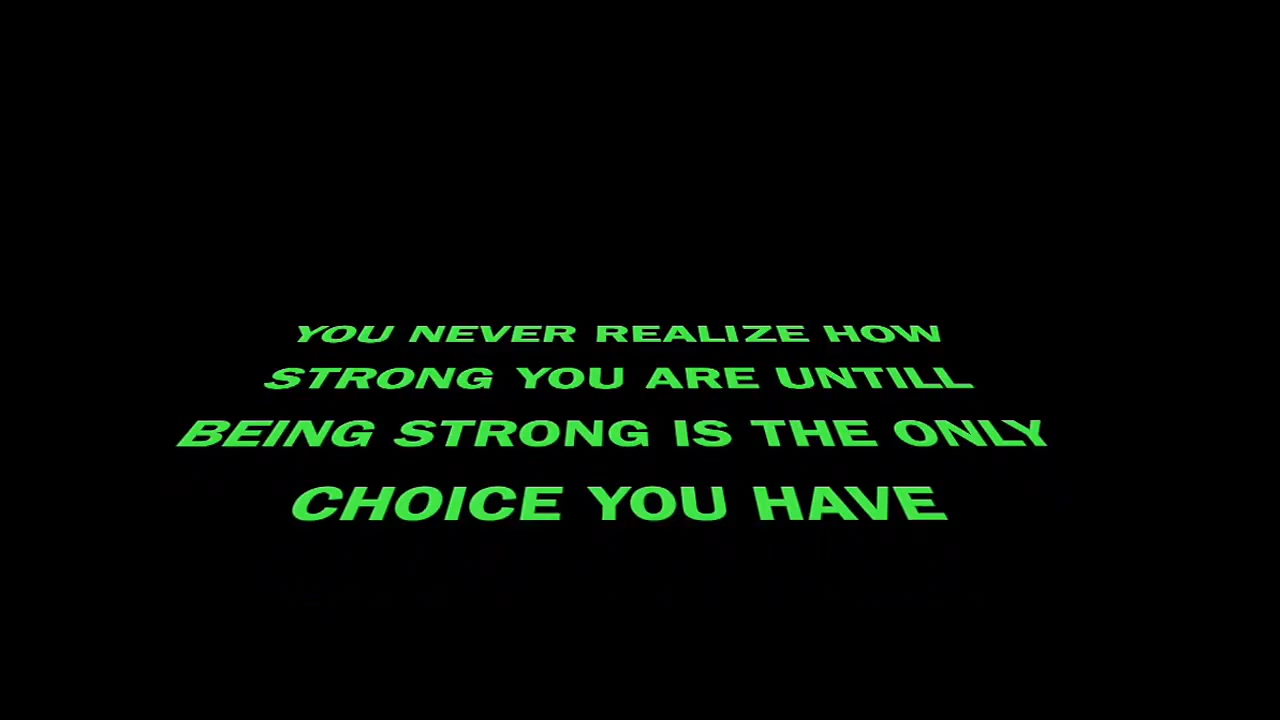 YOU NEVER REALIZE HOW
STRONG YOU ARE UNTILL
BEING STRONG IS THE ONLY
CHOICE YOU HAVE